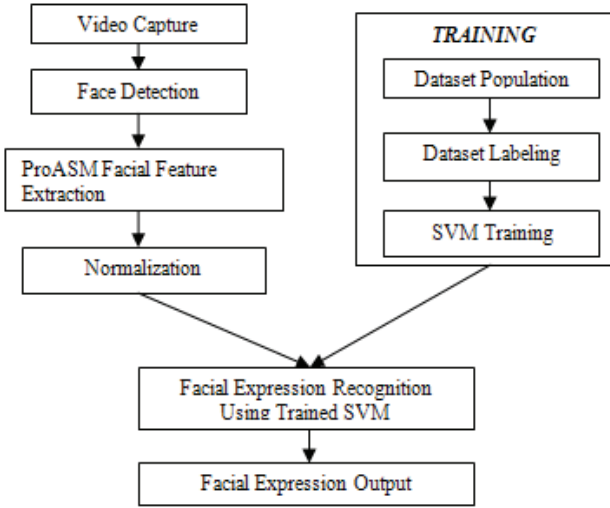 Video Capture
Face Detection
ProASM Facial Feature
Extraction
Normalization
TRAINING
Dataset Population
Dataset Labeling
SVM Training
Facial Expression Recognition
Using Trained SVM
Facial Expression Output